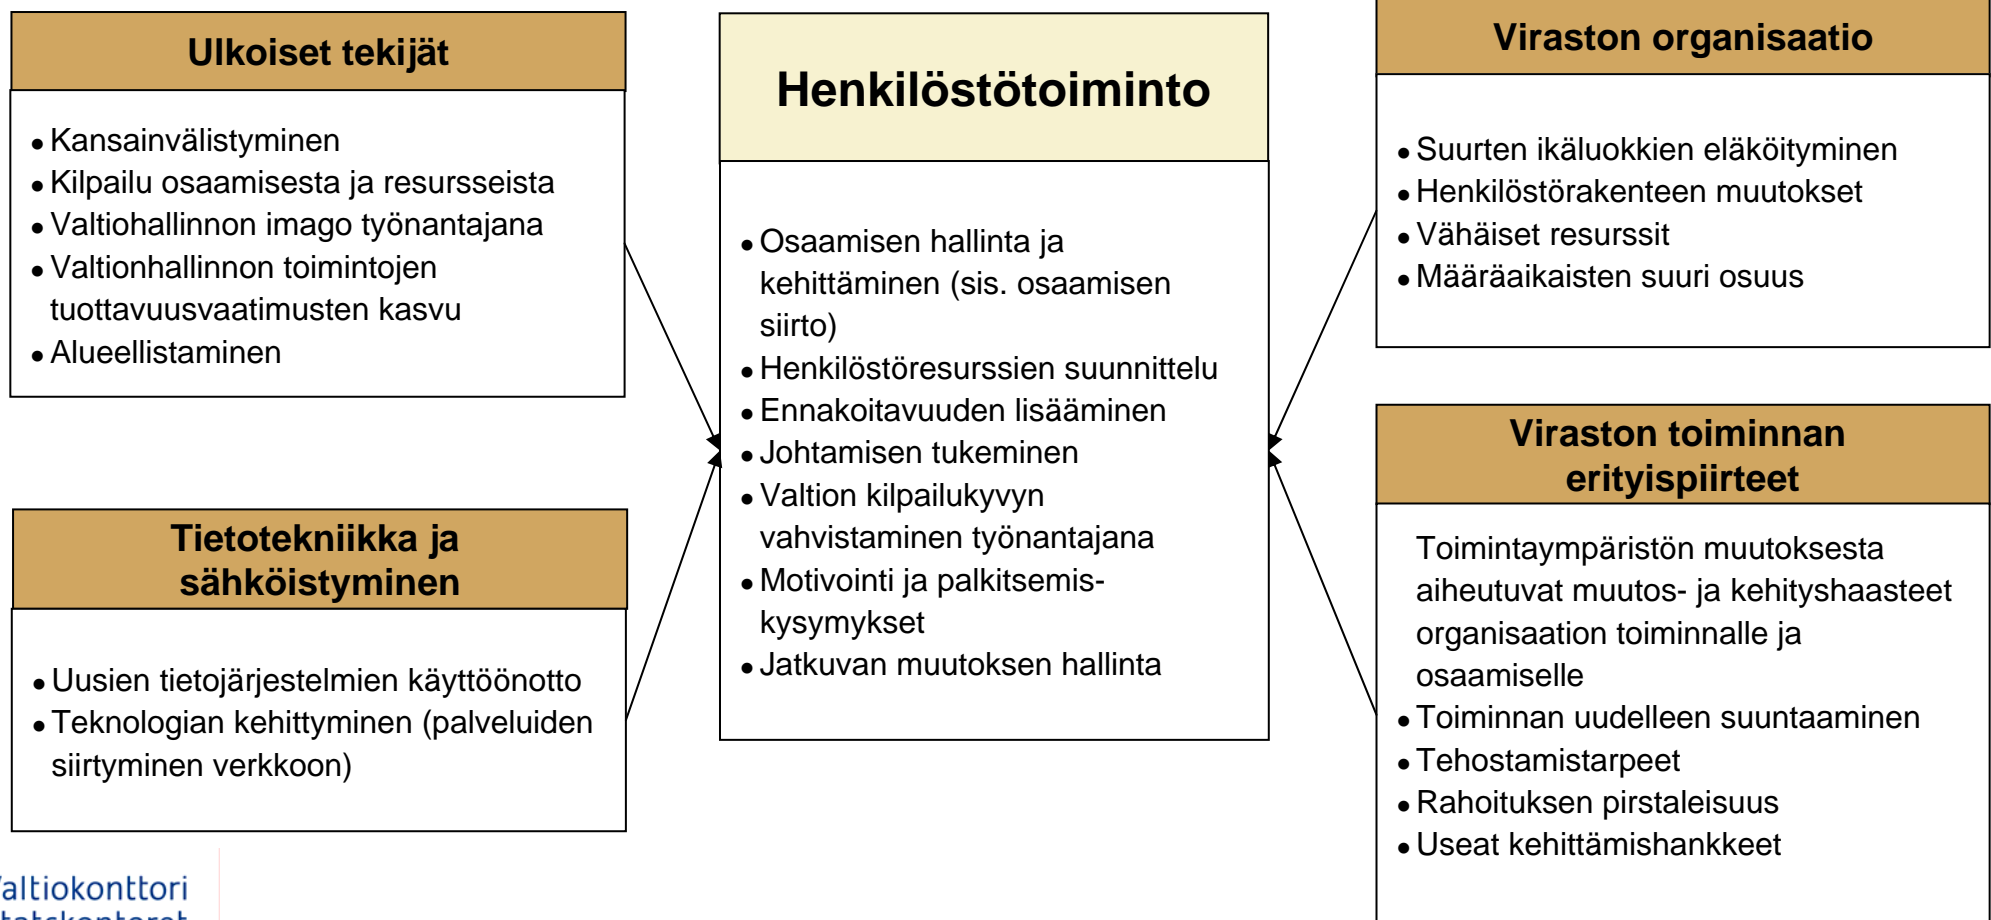 Ulkoiset tekijät
● Kansainvälistyminen
● Kilpailu osaamisesta ja resursseista
● Valtiohallinnon imago työnantajana
● Valtionhallinnon toimintojen
tuottavuusvaatimusten kasvu
● Alueellistaminen
Tietotekniikka ja
sähköistyminen
● Uusien tietojärjestelmien käyttöönotto
● Teknologian kehittyminen (palveluiden
siirtyminen verkkoon)
Henkilöstötoiminto
● Osaamisen hallinta ja
kehittäminen (sis. osaamisen
siirto)
● Henkilöstöresurssien suunnittelu
● Ennakoitavuuden lisääminen
● Johtamisen tukeminen
● Valtion kilpailukyvyn
vahvistaminen työnantajana
● Motivointi ja palkitsemis-
kysymykset
● Jatkuvan muutoksen hallinta
Viraston organisaatio
● Suurten ikäluokkien eläköityminen
● Henkilöstörakenteen muutokset
● Vähäiset resurssit
● Määräaikaisten suuri osuus
Viraston toiminnan
erityispiirteet
Toimintaympäristön muutoksesta
aiheutuvat muutos- ja kehityshaasteet
organisaation toiminnalle ja
osaamiselle
● Toiminnan uudelleen suuntaaminen
● Tehostamistarpeet
● Rahoituksen pirstaleisuus
● Useat kehittämishankkeet
Valtiokonttori